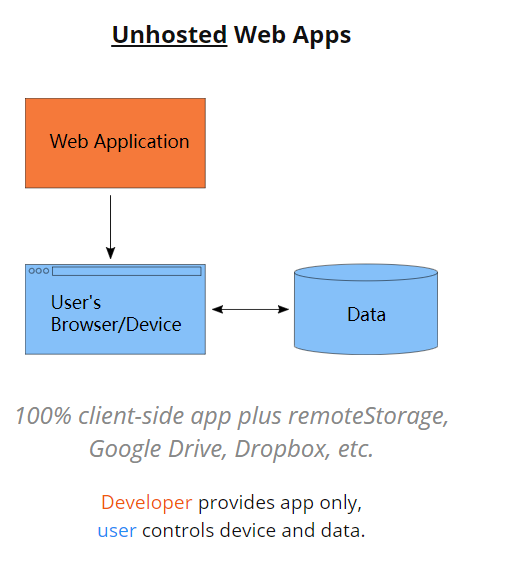 Unhosted Web Apps
Web Application
User's
Browser/Device
Data
100% client-side app plus remoteStorage,
Google Drive, Dropbox, etc.
Developer provides app only,
user controls device and data.